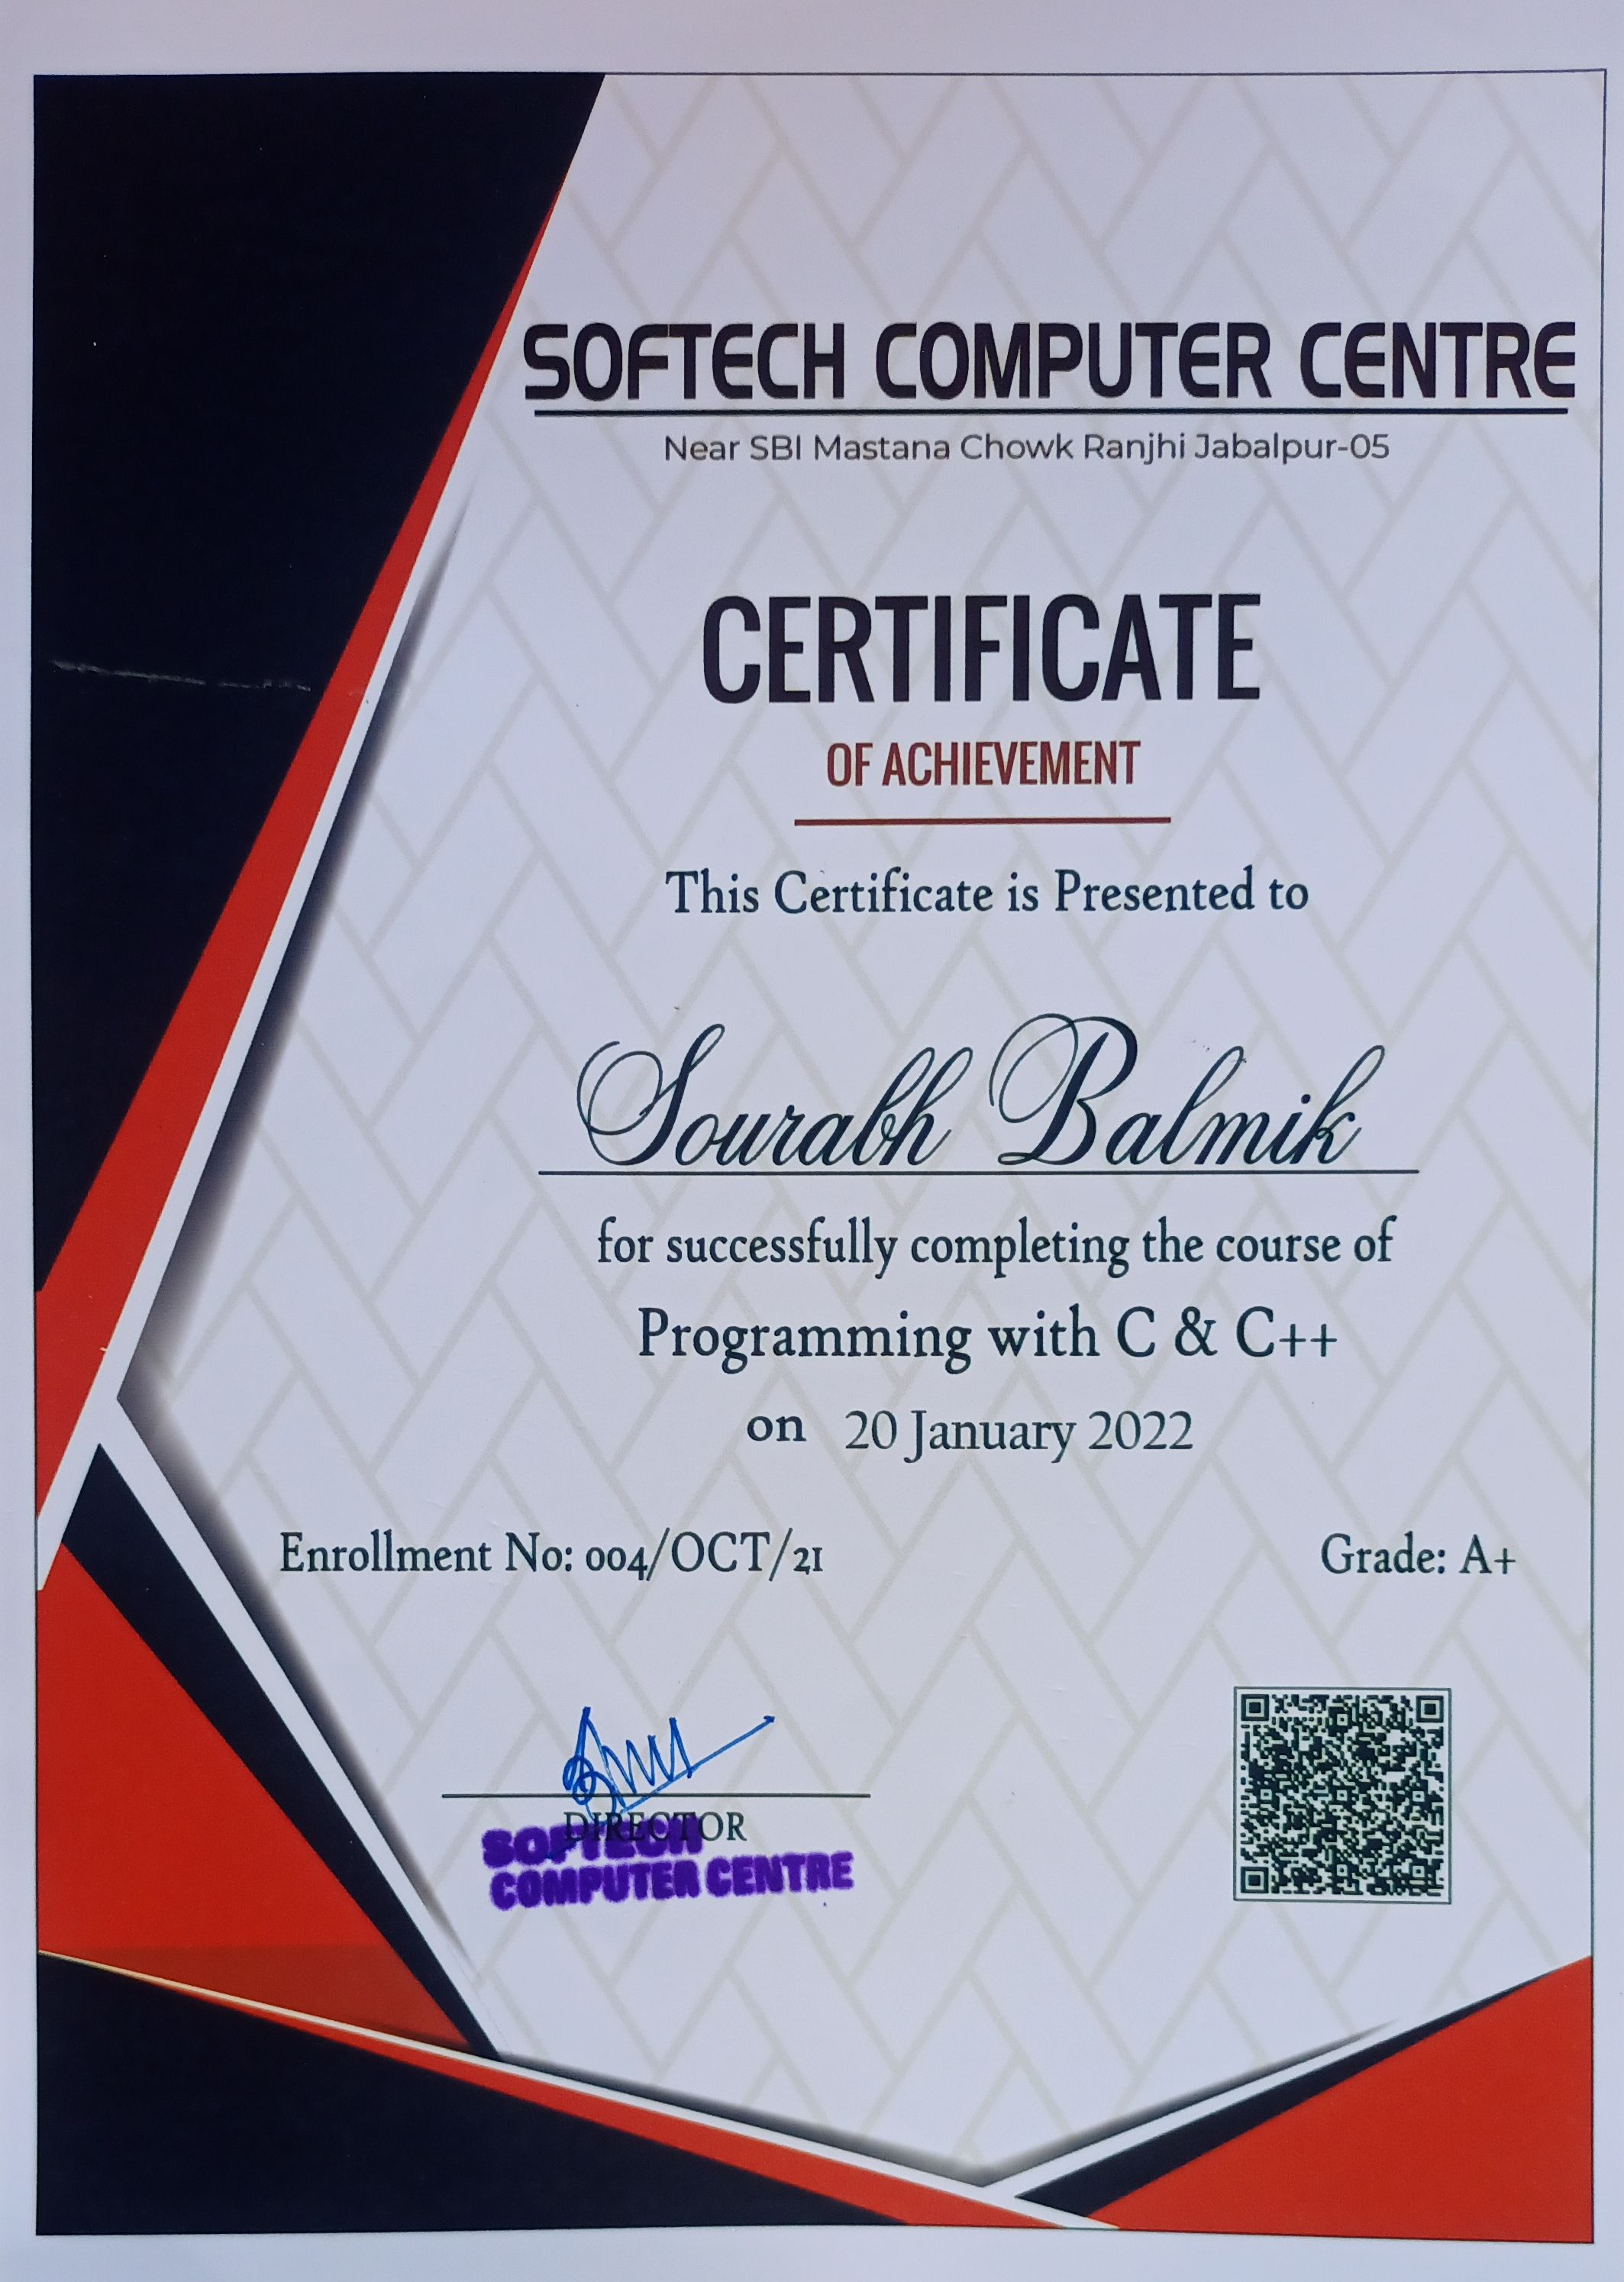 SOFTECH COMPUTER CENTRE
Near SBI Mastana Chowk Ranjhi Jabalpur-05
CERTIFICATE
OF ACHIEVEMENT
This Certificate is Presented to
Sourabh Balmik
for successfully completing the course of
Programming with C & C++
on 20 January 2022
Enrollment No: 004/OCT/21
Grade: A+
DIRECTOR
SOFTECH
COMPUTER CENTRE